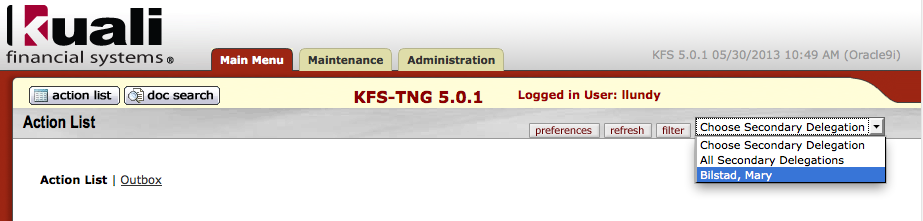 kuali
financial systems ®
Main Menu Maintenance Administration
KFS 5.0.1 05/30/2013 10:49 AM (Oracle9i)
action list doc search KFS-TNG 5.0.1 Logged in User: llundy
Action List
preferences refresh filter Choose Secondary Delegation
Choose Secondary Delegation
All Secondary Delegations
Bilstad, Mary
Action List | Outbox